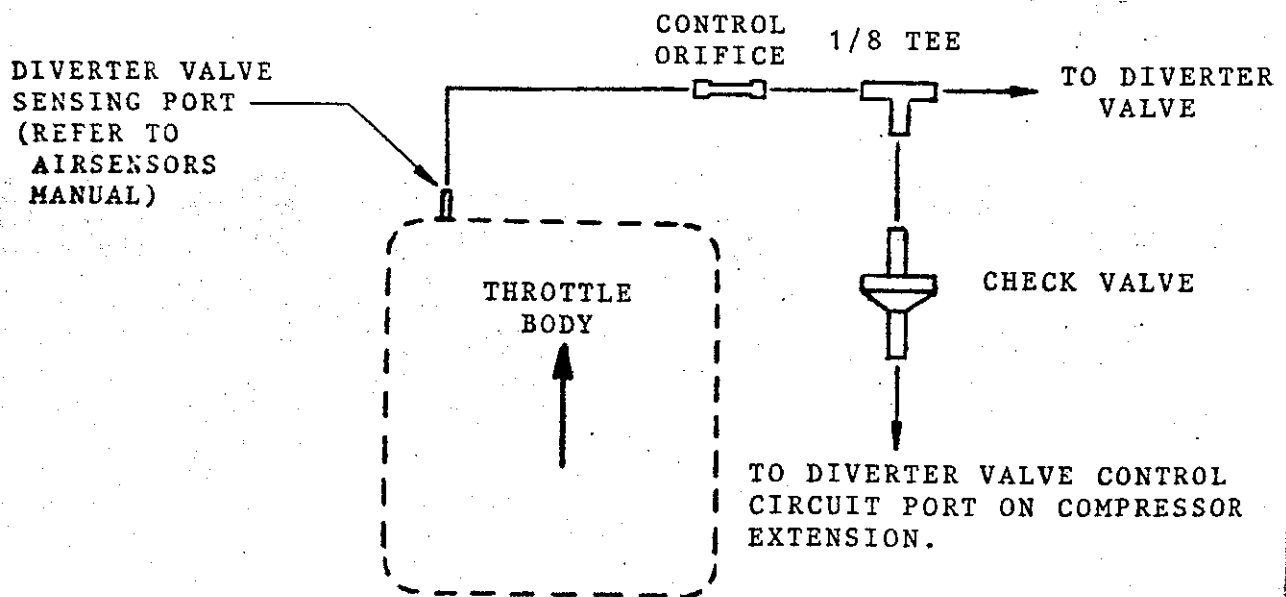 DIVERTER VALVE
SENSING PORT
(REFER TO
AIRSENSORS
MANUAL)
CONTROL
ORIFICE
1/8 TEE
TO DIVERTER
VALVE
THROTTLE
BODY
CHECK VALVE
TO DIVERTER VALVE CONTROL
CIRCUIT PORT ON COMPRESSOR
EXTENSION.